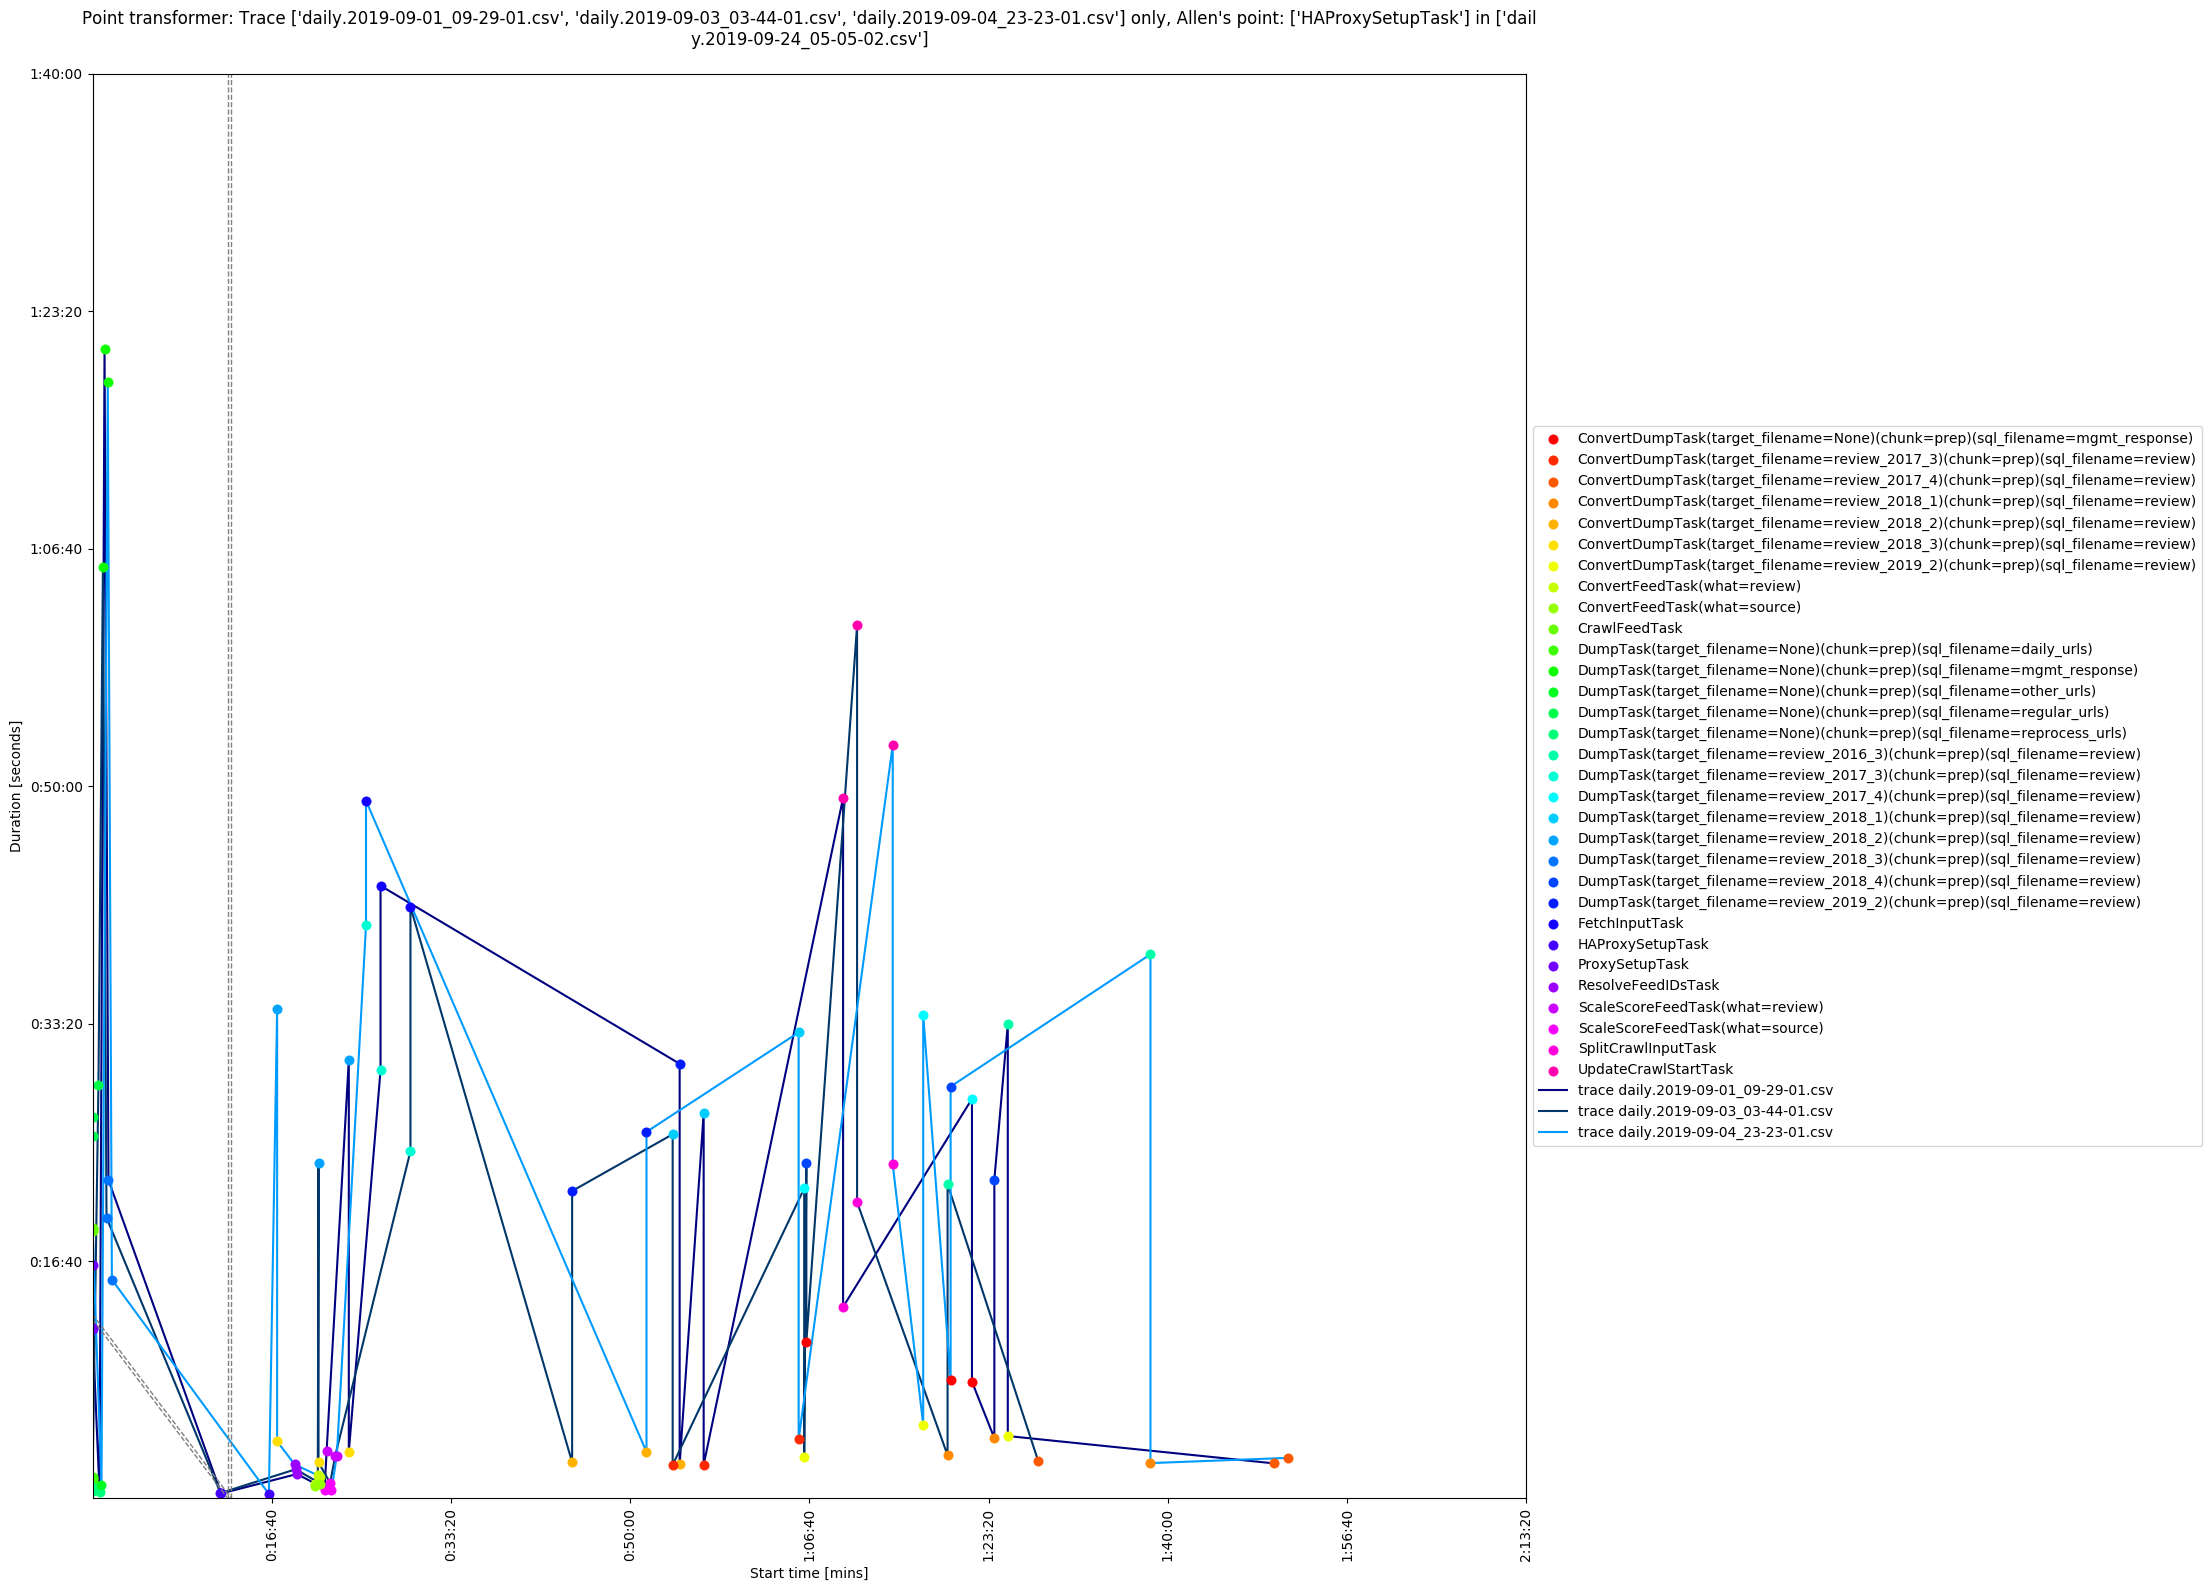 Point transformer: Trace ['daily.2019-09-01_09-29-01.csv', 'daily.2019-09-03_03-44-01.csv', 'daily.2019-09-04_23-23-01.csv'] only, Allen's point: ['HAProxySetupTask'] in ['dail
y.2019-09-24_05-05-02.csv']
1:40:00
1:23:20
1:06:40
0:50:00
0:33:20
0:16:40
Duration [seconds]
0:16:40
0:33:20
0:50:00
1:06:40
1:23:20
1:40:00
1:56:40
2:13:20
Start time [mins]
ConvertDumpTask(target_filename=None)(chunk=prep)(sql_filename=mgmt_response)
ConvertDumpTask(target_filename=review_2017_3)(chunk=prep)(sql_filename=review)
ConvertDumpTask(target_filename=review_2017_4)(chunk=prep)(sql_filename=review)
ConvertDumpTask(target_filename=review_2018_1)(chunk=prep)(sql_filename=review)
ConvertDumpTask(target_filename=review_2018_2)(chunk=prep)(sql_filename=review)
ConvertDumpTask(target_filename=review_2018_3)(chunk=prep)(sql_filename=review)
ConvertDumpTask(target_filename=review_2019_2)(chunk=prep)(sql_filename=review)
ConvertFeedTask(what=review)
ConvertFeedTask(what=source)
CrawlFeedTask
DumpTask(target_filename=None)(chunk=prep)(sql_filename=daily_urls)
DumpTask(target_filename=None)(chunk=prep)(sql_filename=mgmt_response)
DumpTask(target_filename=None)(chunk=prep)(sql_filename=other_urls)
DumpTask(target_filename=None)(chunk=prep)(sql_filename=regular_urls)
DumpTask(target_filename=None)(chunk=prep)(sql_filename=reprocess_urls)
DumpTask(target_filename=review_2016_3)(chunk=prep)(sql_filename=review)
DumpTask(target_filename=review_2017_3)(chunk=prep)(sql_filename=review)
DumpTask(target_filename=review_2017_4)(chunk=prep)(sql_filename=review)
DumpTask(target_filename=review_2018_1)(chunk=prep)(sql_filename=review)
DumpTask(target_filename=review_2018_2)(chunk=prep)(sql_filename=review)
DumpTask(target_filename=review_2018_3)(chunk=prep)(sql_filename=review)
DumpTask(target_filename=review_2018_4)(chunk=prep)(sql_filename=review)
DumpTask(target_filename=review_2019_2)(chunk=prep)(sql_filename=review)
FetchInputTask
HAProxySetupTask
ProxySetupTask
ResolveFeedIDsTask
ScaleScoreFeedTask(what=review)
ScaleScoreFeedTask(what=source)
SplitCrawlInputTask
UpdateCrawlStartTask
trace daily.2019-09-01_09-29-01.csv
trace daily.2019-09-03_03-44-01.csv
trace daily.2019-09-04_23-23-01.csv